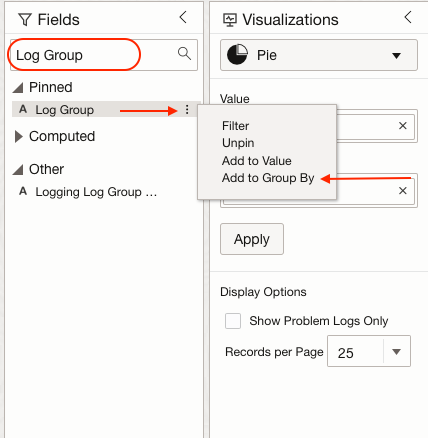 Fields
Log Group
Pinned
A Log Group
Computed
Other
A Logging Log Group ...
Visualizations
Pie
Value
Filter
Unpin
Add to Value
Add to Group By
Apply
Display Options
Show Problem Logs Only
Records per Page 25